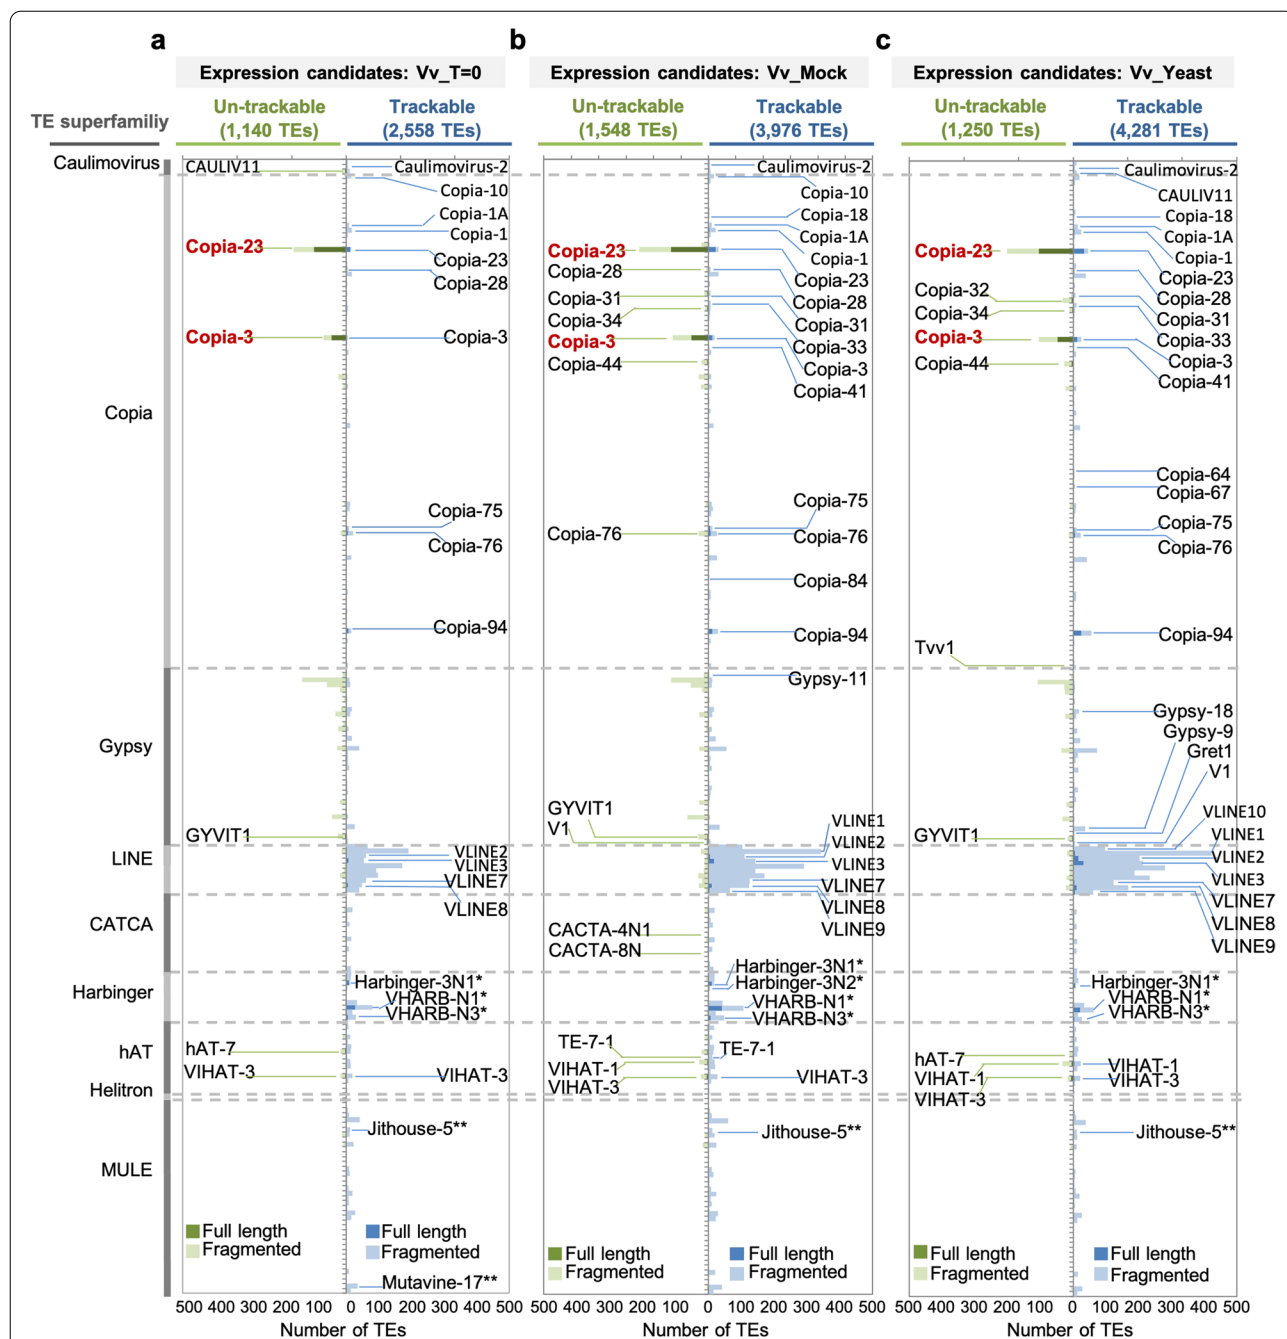 a
b
c
Expression candidates: Vv_T=0
Expression candidates: Vv_Mock
Expression candidates: Vv_Yeast
TE superfamiliy
Un-trackable
(1,140 TEs)
Trackable
(2,558 TEs)
Un-trackable
(1,548 TEs)
Trackable
(3,976 TEs)
Un-trackable
(1,250 TEs)
Trackable
(4,281 TEs)
Caulimovirus
Copia
Gypsy
LINE
CATCA
Harbinger
hAT
Helitron
MULE
CAULIV11
Copia-23
Copia-3
GYVIT1
hAT-7
VIHAT-3
Full length
Fragmented
Caulimovirus-2
Copia-10
Copia-1A
Copia-1
Copia-23
Copia-28
Copia-3
Copia-75
Copia-76
Copia-94
VLINE2
VLINE3
VLINE7
VLINE8
Harbinger-3N1*
VHARB-N1*
VHARB-N3*
VIHAT-3
Jithouse-5**
Full length
Fragmented
Mutavine-17**
500 400 300 200 100 0 100 200 300 400 500
Number of TEs
Copia-23
Copia-28
Copia-31
Copia-34
Copia-3
Copia-44
Copia-76
GYVIT1
V1
CACTA-4N1
CACTA-8N
TE-7-1
VIHAT-1
VIHAT-3
Full length
Fragmented
Caulimovirus-2
Copia-10
Copia-18
Copia-1A
Copia-1
Copia-23
Copia-28
Copia-31
Copia-33
Copia-3
Copia-41
Copia-75
Copia-76
Copia-84
Copia-94
Gypsy-11
VLINE1
VLINE2
VLINE3
VLINE7
VLINE8
VLINE9
Harbinger-3N1*
Harbinger-3N2*
VHARB-N1*
VHARB-N3*
TE-7-1
VIHAT-3
Jithouse-5**
Full length
Fragmented
500 400 300 200 100 0 100 200 300 400 500
Number of TEs
Copia-23
Copia-32
Copia-34
Copia-3
Copia-44
Tvv1
GYVIT1
hAT-7
VIHAT-1
VIHAT-3
Full length
Fragmented
Caulimovirus-2
CAULIV11
Copia-18
Copia-1A
Copia-1
Copia-23
Copia-28
Copia-31
Copia-33
Copia-3
Copia-41
Copia-64
Copia-67
Copia-75
Copia-76
Copia-94
Gypsy-18
Gypsy-9
Gret1
V1
VLINE10
VLINE1
VLINE2
VLINE3
VLINE7
VLINE8
VLINE9
Harbinger-3N1*
VHARB-N1*
VHARB-N3*
VIHAT-1
VIHAT-3
Jithouse-5**
Full length
Fragmented
500 400 300 200 100 0 100 200 300 400 500
Number of TEs